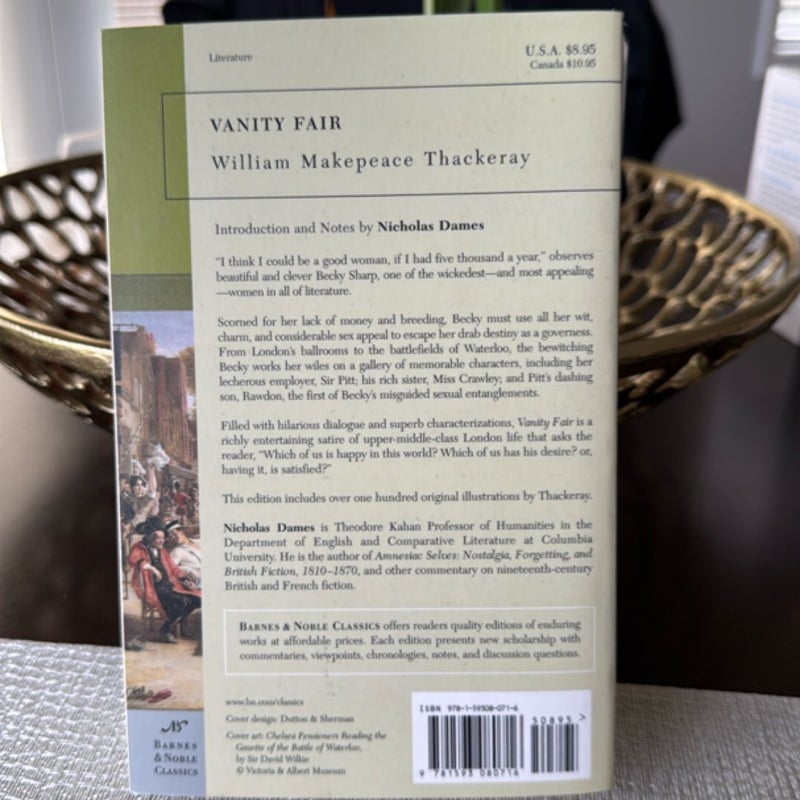 Literature
U.S.A. $8.95
Canada $10.95
VANITY FAIR
William Makepeace Thackeray
Introduction and Notes by Nicholas Dames
“I think I could be a good woman, if I had five thousand a year,” observes
beautiful and clever Becky Sharp, one of the wickedest—and most appealing
—women in all of literature.
Scorned for her lack of money and breeding, Becky must use all her wit,
charm, and considerable sex appeal to escape her drab destiny as a governess.
From London's ballrooms to the battlefields of Waterloo, the bewitching
Becky works her wiles on a gallery of memorable characters, including her
lecherous employer, Sir Pitt; his rich sister, Miss Crawley; and Pitt's dashing
son, Rawdon, the first of Becky's misguided sexual entanglements.
Filled with hilarious dialogue and superb characterizations, Vanity Fair is a
richly entertaining satire of upper-middle-class London life that asks the
reader, “Which of us is happy in this world? Which of us has his desire? or,
having it, is satisfied?”
This edition includes over one hundred original illustrations by Thackeray.
Nicholas Dames is Theodore Kahan Professor of Humanities in the
Department of English and Comparative Literature at Columbia
University. He is the author of Amnesiac Selves: Nostalgia, Forgetting, and
British Fiction, 1810–1870, and other commentary on nineteenth-century
British and French fiction.
BARNES & NOBLE CLASSICS offers readers quality editions of enduring
works at affordable prices. Each edition presents new scholarship with
commentaries, viewpoints, chronologies, notes, and discussion questions.
www.bn.com/classics
Cover design: Dutton & Sherman
Cover art: Chelsea Pensioners Reading the
Gazette of the Battle of Waterloo,
by Sir David Wilkie
© Victoria & Albert Museum
ISBN 978-1-59308-071-6
50895 >
9 781593 080716
BARNES
& NOBLE
CLASSICS